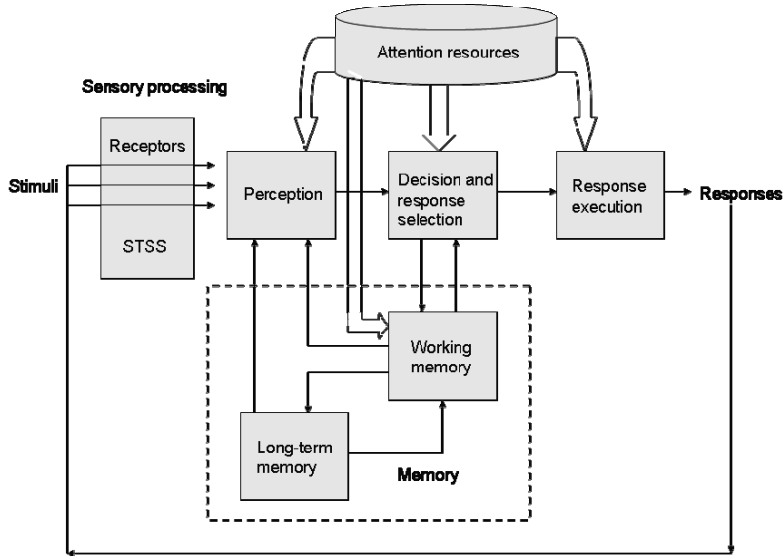 Attention resources
Sensory processing
Receptors
Stimuli
STSS
Perception
Decision and
response
selection
Response
execution
Responses
Working
memory
Long-term
memory
Memory